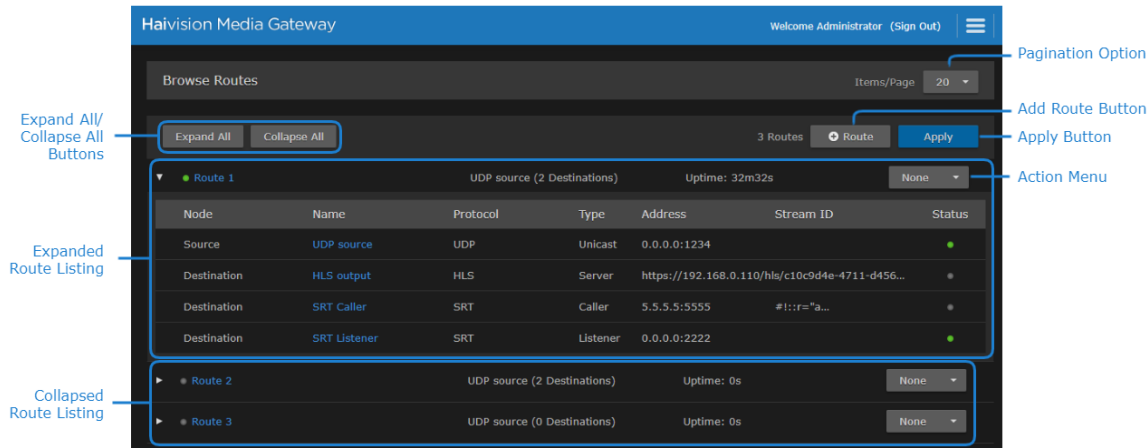 Haivision Media Gateway
Welcome Administrator (Sign Out)
Pagination Option
Browse Routes
Items/Page 20
Add Route Button
Expand All/
Collapse All
Buttons
Expand All Collapse All
3 Routes Route Apply
Apply Button
Route 1 UDP source (2 Destinations) Uptime: 32m32s None
Action Menu
Node Name Protocol Type Address Stream ID Status
Source UDP source UDP Unicast 0.0.0.0:1234
Expanded
Route Listing
Destination HLS output HLS Server https://192.168.0.110/hls/c10c9d4e-4711-d456...
Destination SRT Caller SRT Caller 5.5.5.5:5555 #!::r="a...
Destination SRT Listener SRT Listener 0.0.0.0:2222
Collapsed
Route Listing
Route 2 UDP source (2 Destinations) Uptime: 0s None
Route 3 UDP source (0 Destinations) Uptime: 0s None